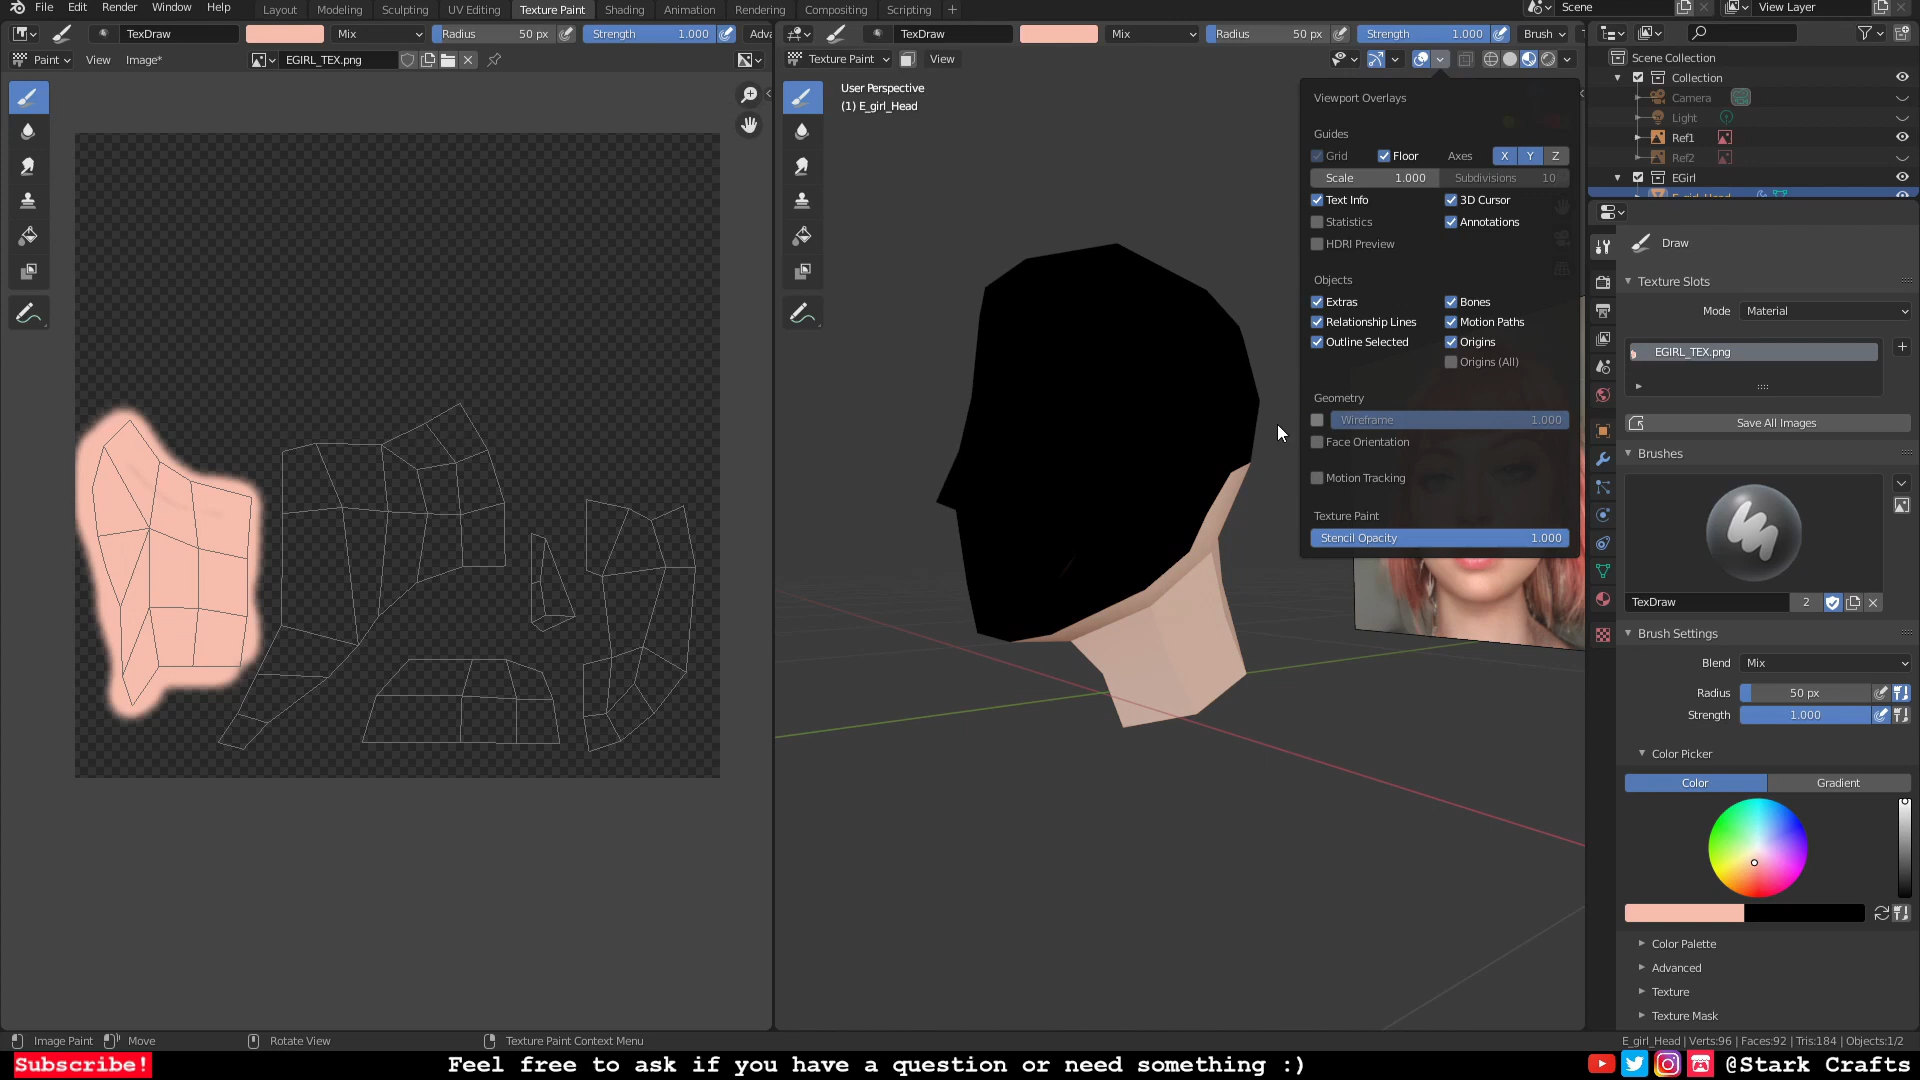 File Edit Render Window Help Layout Modeling Sculpting UV Editing Texture Paint Shading Animation Rendering Compositing Scripting + Scene View Layer
TexDraw Mix Radius 50 px Strength 1.000 Adv
TexDraw Mix Radius 50 px Strength 1.000 Brush
Paint View Image* EGIRL_TEX.png
Texture Paint View
User Perspective
(1) E_girl_Head
Viewport Overlays
Guides
Grid Floor Axes X Y Z
Scale 1.000 Subdivisions 10
Text Info 3D Cursor
Statistics Annotations
HDRI Preview
Objects
Extras Bones
Relationship Lines Motion Paths
Outline Selected Origins
Origins (All)
Geometry
Wireframe 1.000
Face Orientation
Motion Tracking
Texture Paint
Stencil Opacity 1.000
Scene Collection
Collection
Camera
Light
Ref1
Ref2
EGirl
Draw
Texture Slots
Mode Material
EGIRL_TEX.png
Save All Images
Brushes
TexDraw 2
Brush Settings
Blend Mix
Radius 50 px
Strength 1.000
Color Picker
Color Gradient
Color Palette
Advanced
Texture
Texture Mask
Image Paint Move Rotate View Texture Paint Context Menu E_girl_Head | Verts:96 | Faces:92 | Tris:184 | Objects:1/2
Subscribe! Feel free to ask if you have a question or need something :) @Stark Crafts